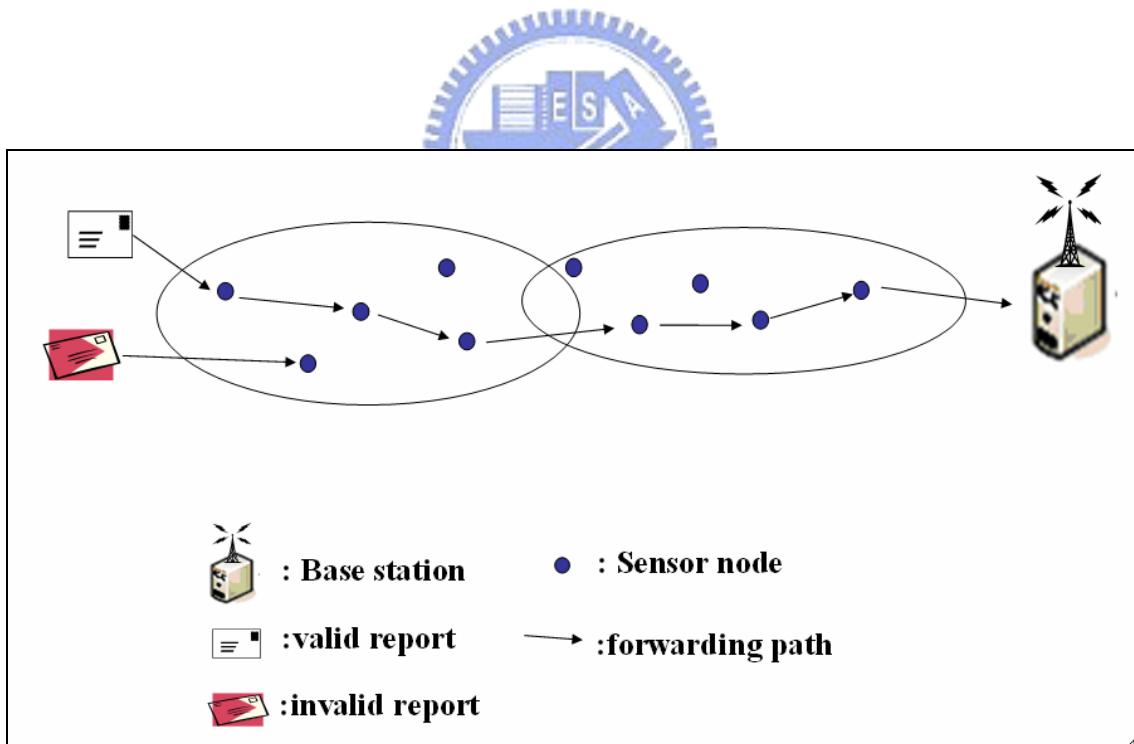 E S A
: Base station
: Sensor node
:valid report
:forwarding path
:invalid report